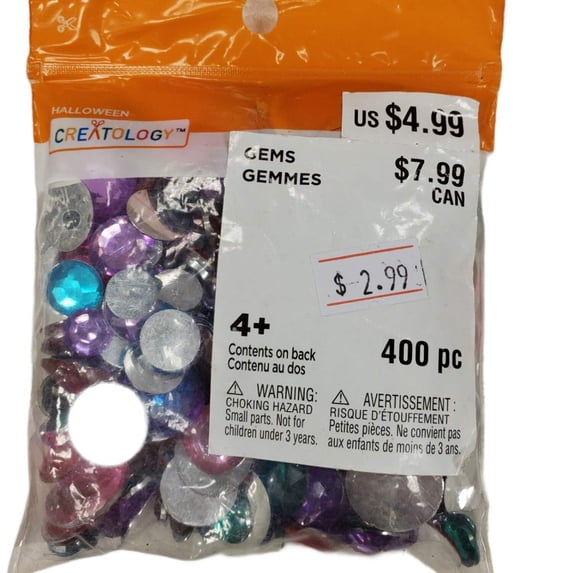 HALLOWEEN
CREATOLOGY™
US $4.99
GEMS
GEMMES
$7.99
CAN
$ 2.99
4+
Contents on back
Contenu au dos
400 pc
⚠ WARNING:
CHOKING HAZARD
Small parts. Not for
children under 3 years.
⚠ AVERTISSEMENT :
RISQUE D'ÉTOUFFEMENT
Petites pièces. Ne convient pas
aux enfants de moins de 3 ans.